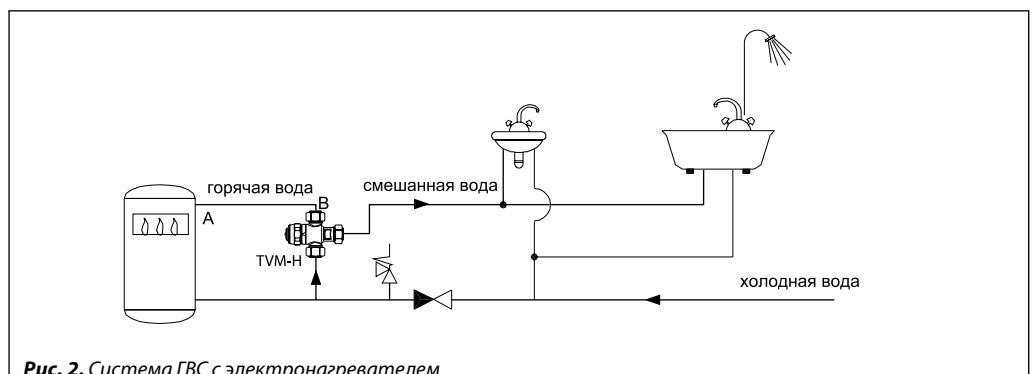 горячая вода
B
смешанная вода
A
TVM-H
холодная вода
Рис. 2. Система ГВС с электронагревателем